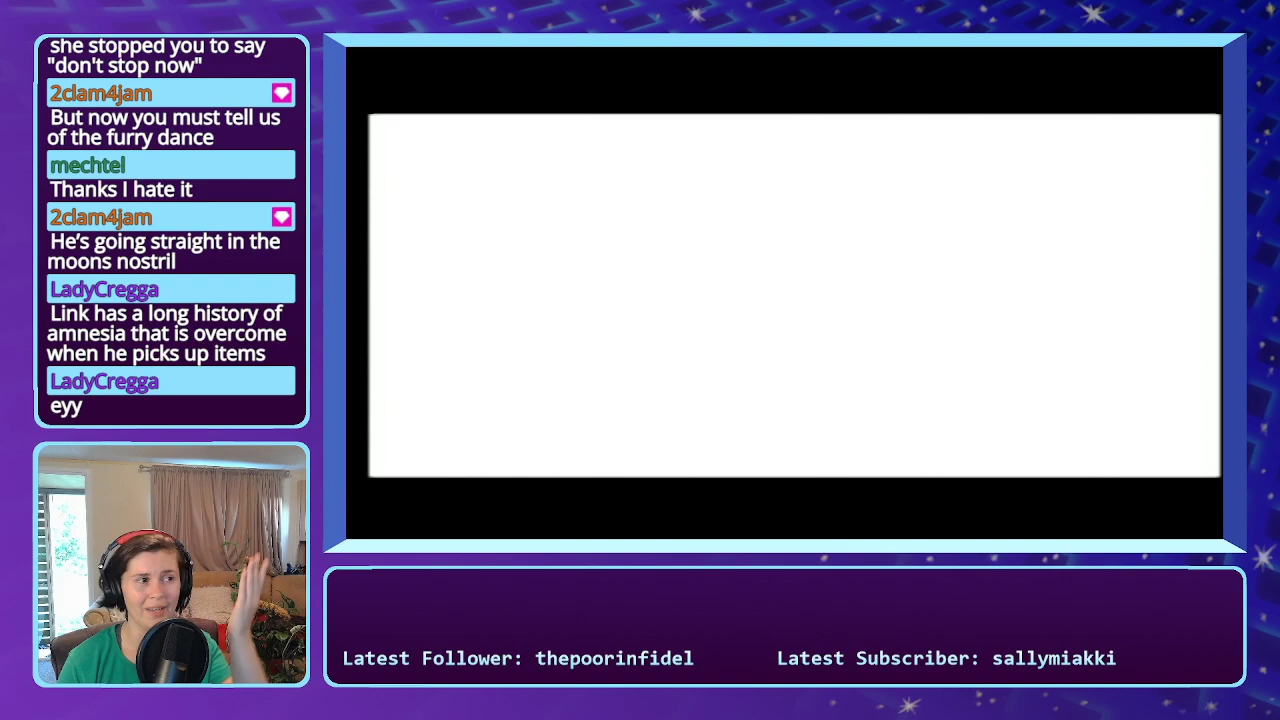 she stopped you to say
"don't stop now"
2clam4jam
But now you must tell us
of the furry dance
mechtel
Thanks I hate it
2clam4jam
He's going straight in the
moons nostril
LadyCregga
Link has a long history of
amnesia that is overcome
when he picks up items
LadyCregga
eyy
Latest Follower: thepoorinfidel
Latest Subscriber: sallymiakki